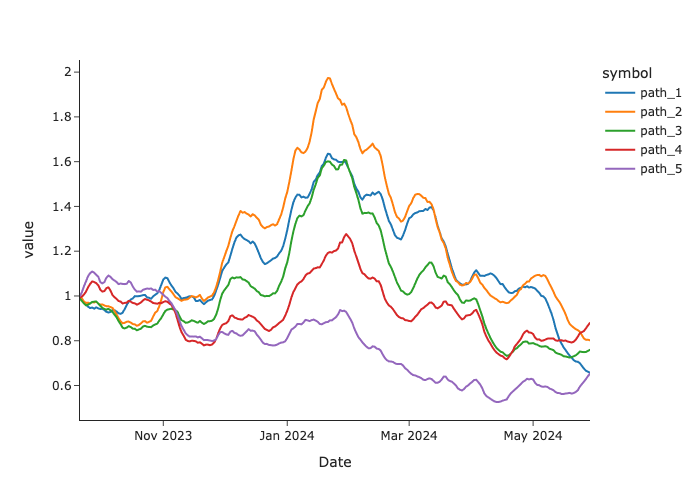 symbol
path_1
path_2
path_3
path_4
path_5
2
1.8
1.6
1.4
1.2
1
0.8
0.6
value
Nov 2023
Jan 2024
Mar 2024
May 2024
Date